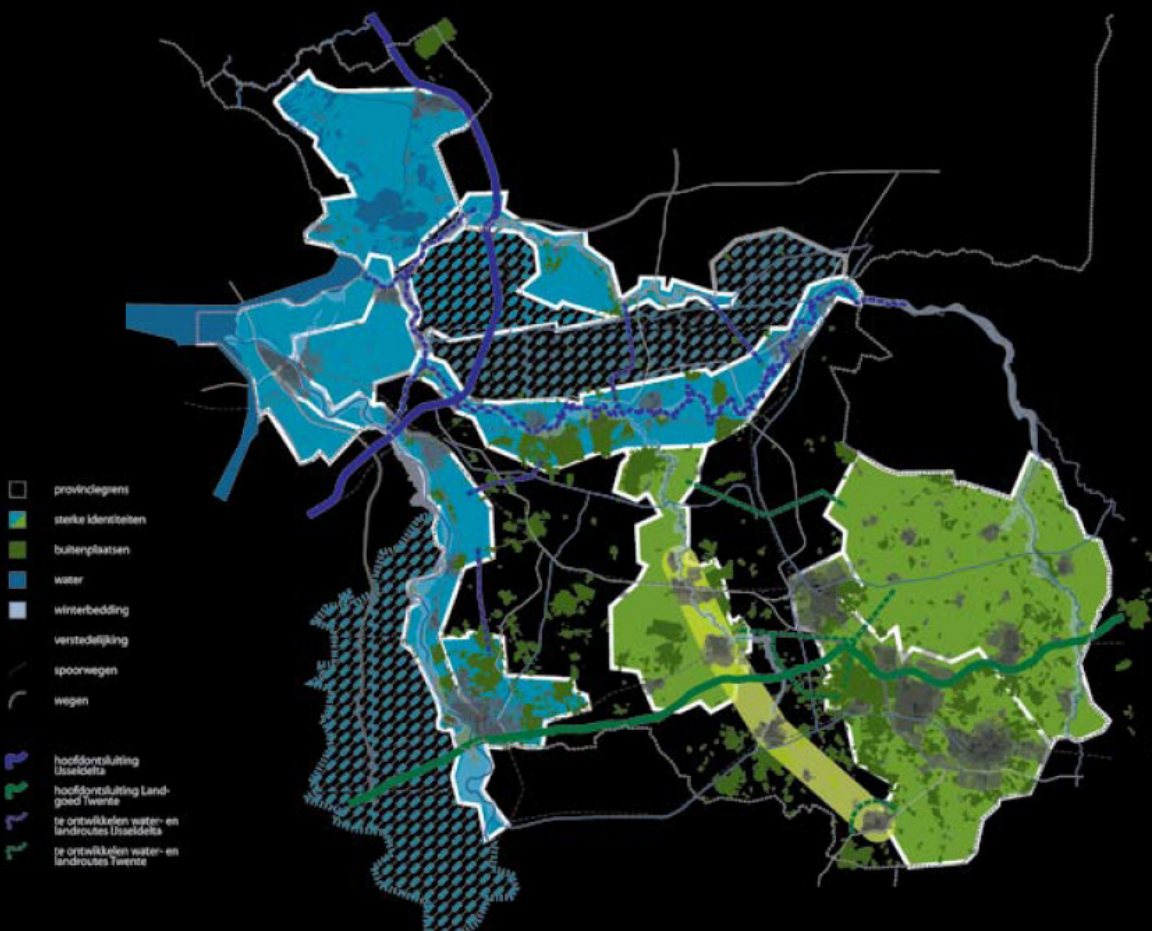 provinciegrens
sterke identiteiten
buitenplaatsen
water
winterbedding
verstedelijking
spoorwegen
wegen
hoofdontsluiting
IJsseldelta
hoofdontsluiting Land-
goed Twente
te ontwikkelen water- en
landroutes IJsseldelta
te ontwikkelen water- en
landroutes Twente